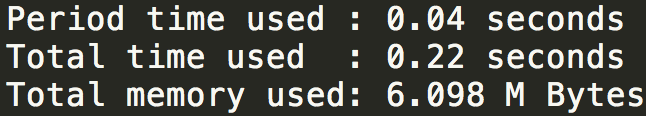 Period time used : 0.04 seconds
Total time used  : 0.22 seconds
Total memory used: 6.098 M Bytes